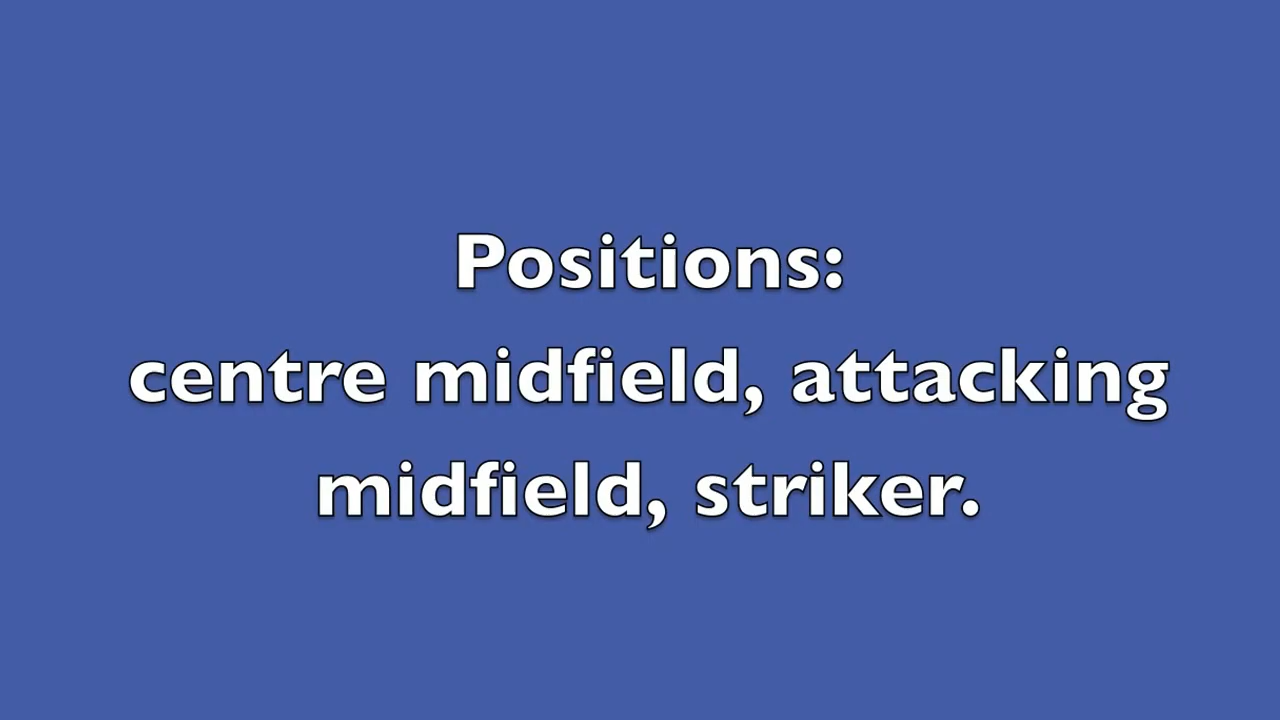 Positions:
centre midfield, attacking
midfield, striker.